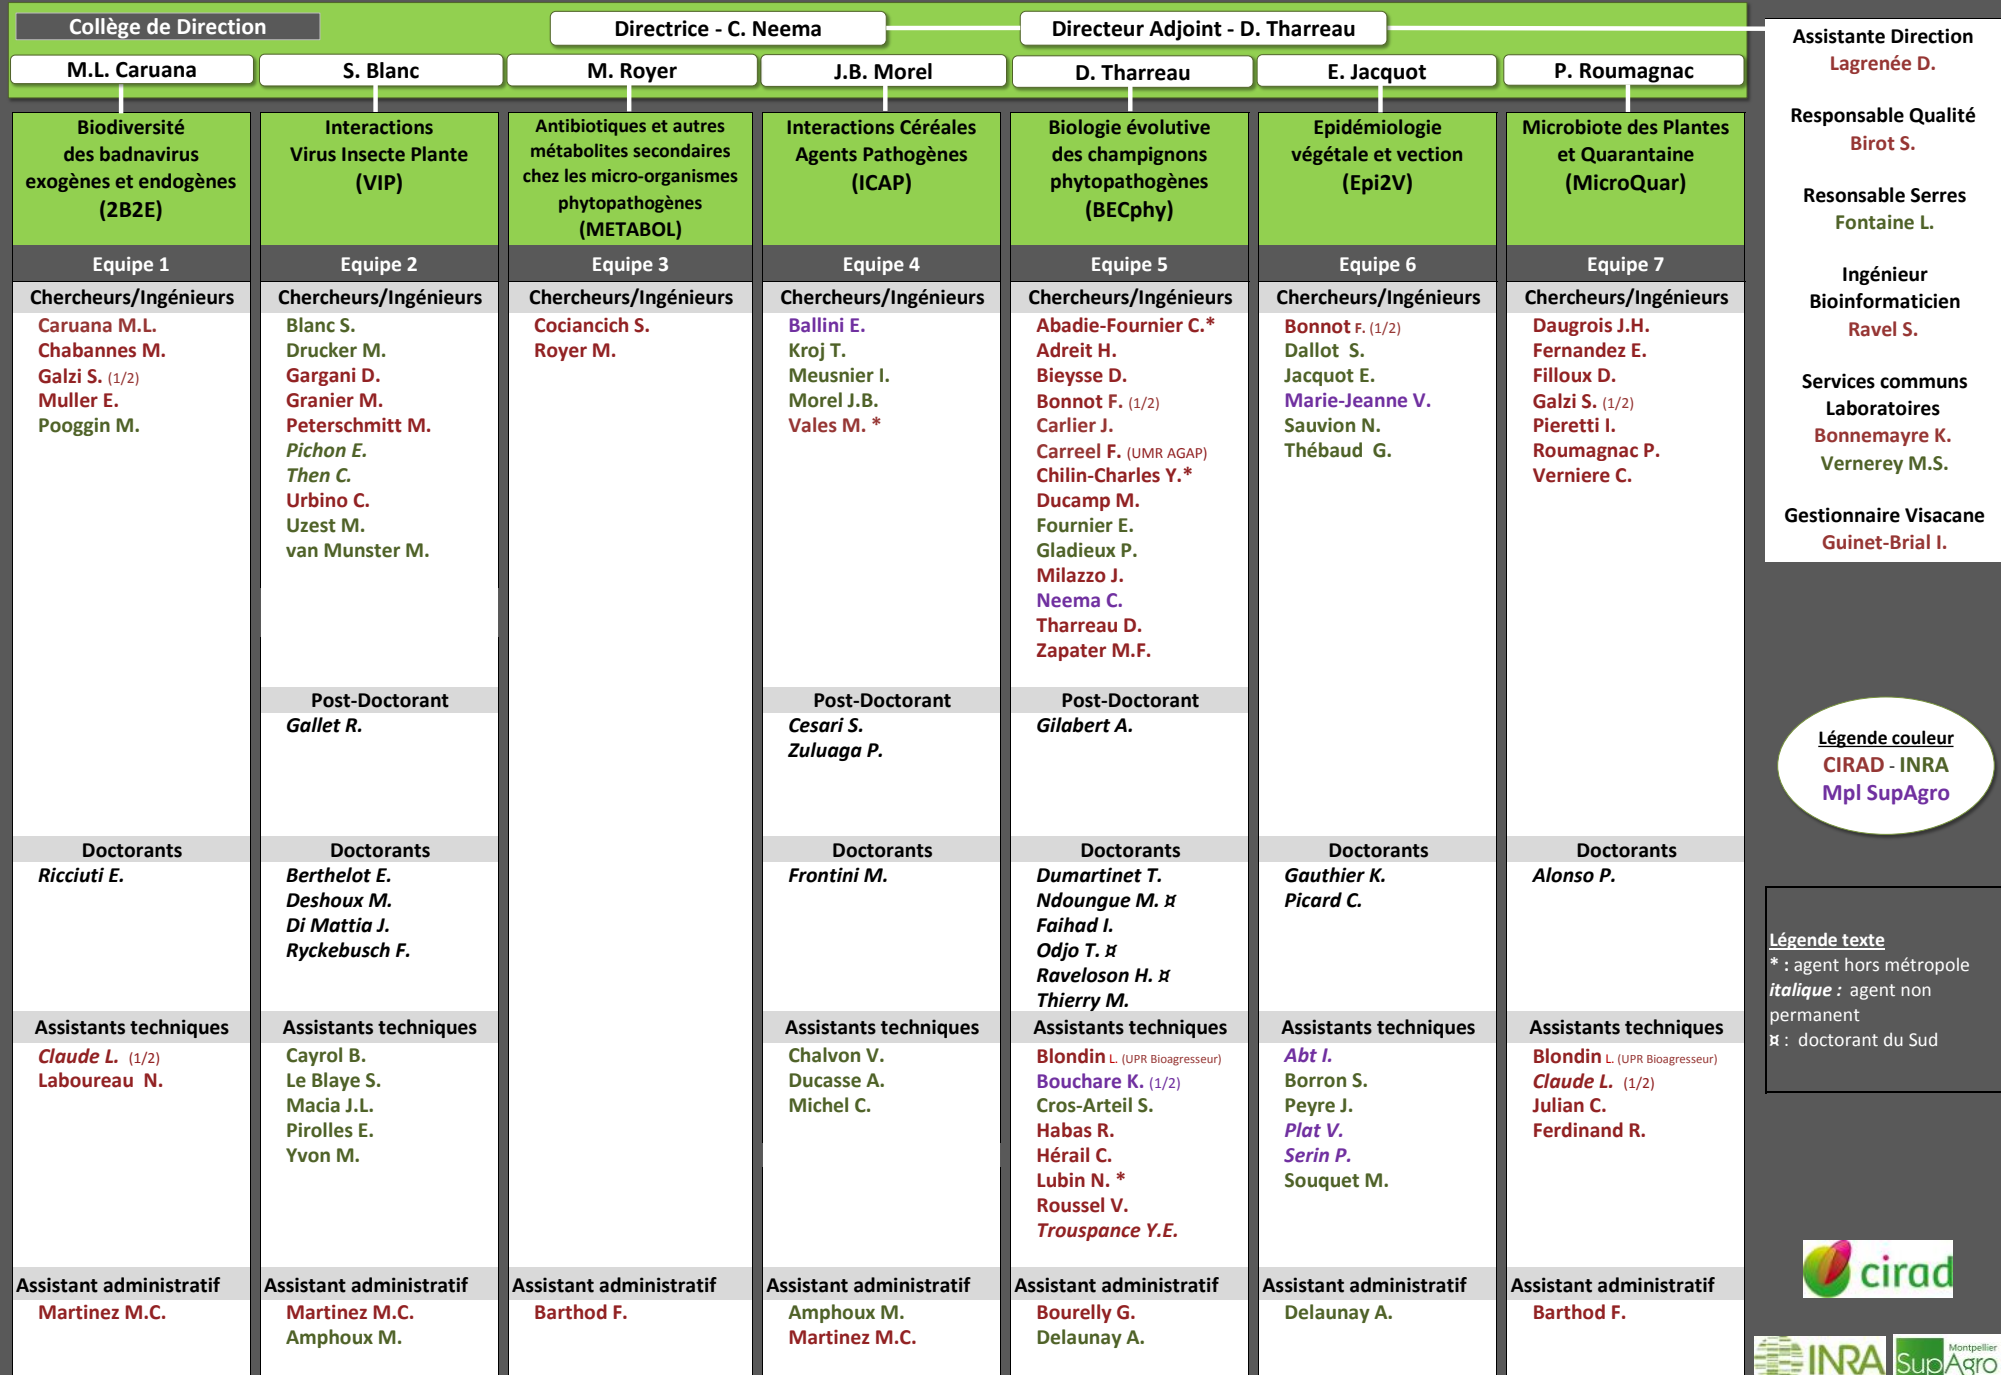 Collège de Direction
Directrice - C. Neema
Directeur Adjoint - D. Tharreau
M.L. Caruana
S. Blanc
M. Royer
J.B. Morel
D. Tharreau
E. Jacquot
P. Roumagnac
Biodiversité
des badnavirus
exogènes et endogènes
(2B2E)
Equipe 1
Chercheurs/Ingénieurs
Caruana M.L.
Chabannes M.
Galzi S. (1/2)
Muller E.
Pooggin M.
Doctorants
Ricciuti E.
Assistants techniques
Claude L. (1/2)
Laboureau N.
Assistant administratif
Martinez M.C.
Interactions
Virus Insecte Plante
(VIP)
Equipe 2
Chercheurs/Ingénieurs
Blanc S.
Drucker M.
Gargani D.
Granier M.
Peterschmitt M.
Pichon E.
Then C.
Urbino C.
Uzest M.
van Munster M.
Post-Doctorant
Gallet R.
Doctorants
Berthelot E.
Deshoux M.
Di Mattia J.
Ryckebusch F.
Assistants techniques
Cayrol B.
Le Blaye S.
Macia J.L.
Pirolles E.
Yvon M.
Assistant administratif
Martinez M.C.
Amphoux M.
Antibiotiques et autres
métabolites secondaires
chez les micro-organismes
phytopathogènes
(METABOL)
Equipe 3
Chercheurs/Ingénieurs
Cociancich S.
Royer M.
Assistant administratif
Barthod F.
Interactions Céréales
Agents Pathogènes
(ICAP)
Equipe 4
Chercheurs/Ingénieurs
Ballini E.
Kroj T.
Meusnier I.
Morel J.B.
Vales M. *
Post-Doctorant
Cesari S.
Zuluaga P.
Doctorants
Frontini M.
Assistants techniques
Chalvon V.
Ducasse A.
Michel C.
Assistant administratif
Amphoux M.
Martinez M.C.
Biologie évolutive
des champignons
phytopathogènes
(BECphy)
Equipe 5
Chercheurs/Ingénieurs
Abadie-Fournier C.*
Adreit H.
Bieysse D.
Bonnot F. (1/2)
Carlier J.
Carreel F. (UMR AGAP)
Chilin-Charles Y.*
Ducamp M.
Fournier E.
Gladieux P.
Milazzo J.
Neema C.
Tharreau D.
Zapater M.F.
Post-Doctorant
Gilabert A.
Doctorants
Dumartinet T.
Ndoungue M. ¤
Faihad I.
Odjo T. ¤
Raveloson H. ¤
Thierry M.
Assistants techniques
Blondin L. (UPR Bioagresseur)
Bouchare K. (1/2)
Cros-Arteil S.
Habas R.
Hérail C.
Lubin N. *
Roussel V.
Trouspance Y.E.
Assistant administratif
Bourelly G.
Delaunay A.
Epidémiologie
végétale et vection
(Epi2V)
Equipe 6
Chercheurs/Ingénieurs
Bonnot F. (1/2)
Dallot S.
Jacquot E.
Marie-Jeanne V.
Sauvion N.
Thébaud G.
Doctorants
Gauthier K.
Picard C.
Assistants techniques
Abt I.
Borron S.
Peyre J.
Plat V.
Serin P.
Souquet M.
Assistant administratif
Delaunay A.
Microbiote des Plantes
et Quarantaine
(MicroQuar)
Equipe 7
Chercheurs/Ingénieurs
Daugrois J.H.
Fernandez E.
Filloux D.
Galzi S. (1/2)
Pieretti I.
Roumagnac P.
Verniere C.
Doctorants
Alonso P.
Assistants techniques
Blondin L. (UPR Bioagresseur)
Claude L. (1/2)
Julian C.
Ferdinand R.
Assistant administratif
Barthod F.
Assistante Direction
Lagrenée D.
Responsable Qualité
Birot S.
Resonsable Serres
Fontaine L.
Ingénieur
Bioinformaticien
Ravel S.
Services communs
Laboratoires
Bonnemayre K.
Vernerey M.S.
Gestionnaire Visacane
Guinet-Brial I.
Légende couleur
CIRAD - INRA
Mpl SupAgro
Légende texte
* : agent hors métropole
italique : agent non
permanent
¤ : doctorant du Sud
cirad
INRA
Montpellier
SupAgro